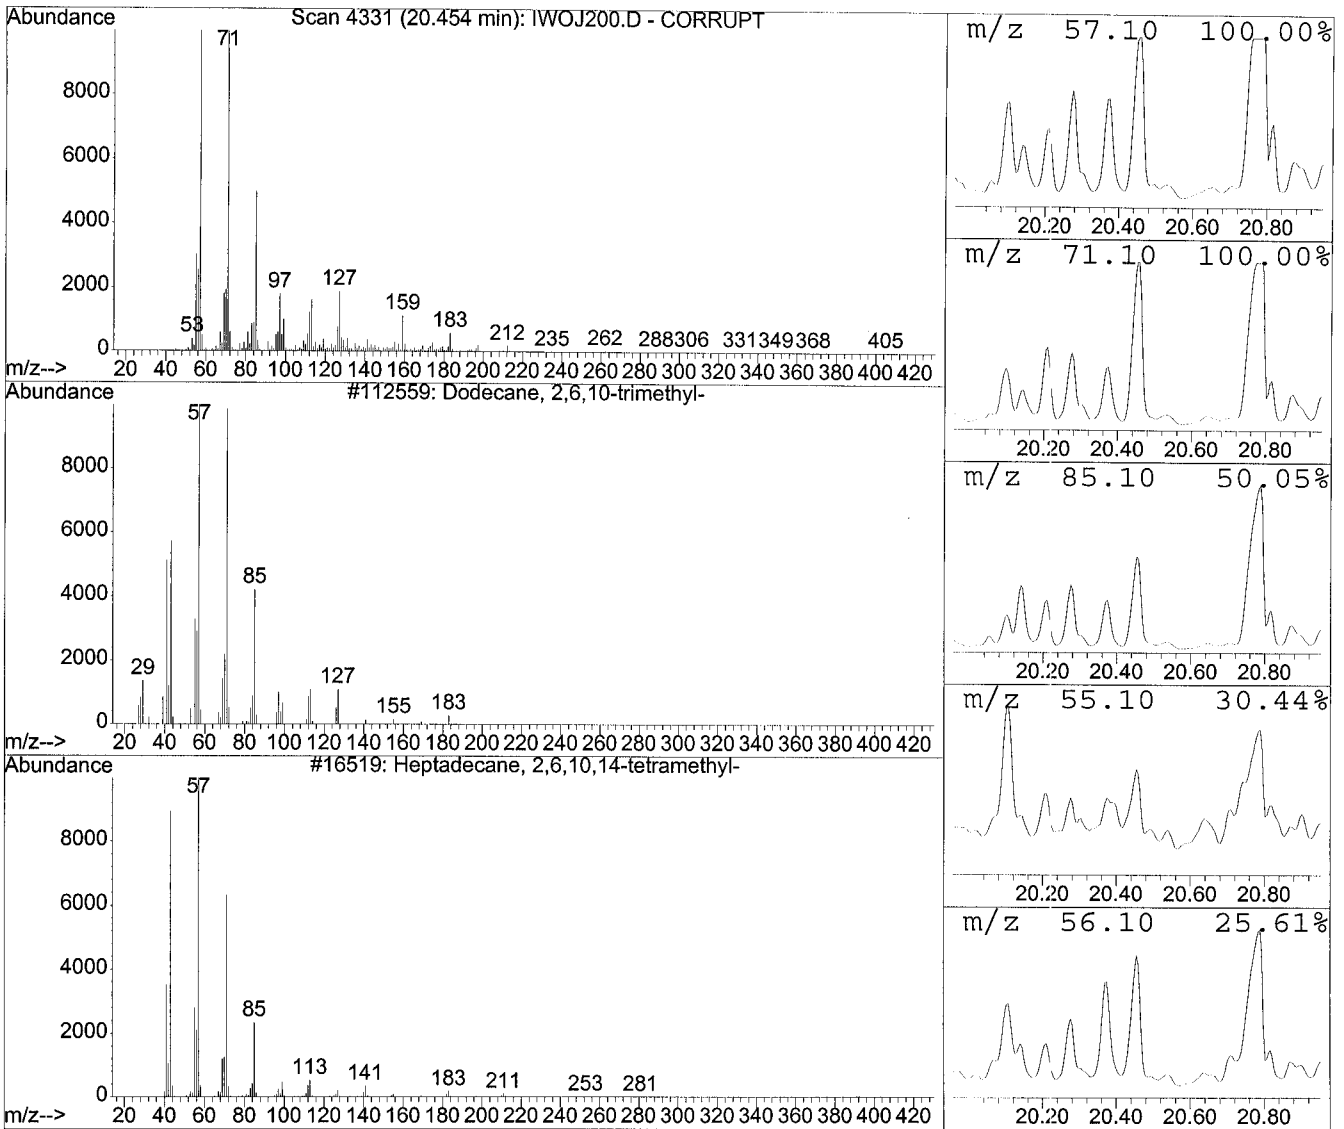 Abundance Scan 4331 (20.454 min): IWOJ200.D - CORRUPT
71
8000
6000
4000
2000
97 127
159
53 183
212 235 262 288 306 331 349 368 405
0
m/z--> 20 40 60 80 100 120 140 160 180 200 220 240 260 280 300 320 340 360 380 400 420
Abundance #112559: Dodecane, 2,6,10-trimethyl-
57
8000
6000
85
4000
2000
29 127
155 183
0
m/z--> 20 40 60 80 100 120 140 160 180 200 220 240 260 280 300 320 340 360 380 400 420
Abundance #16519: Heptadecane, 2,6,10,14-tetramethyl-
57
8000
6000
4000
85
2000
113 141
183 211 253 281
0
m/z--> 20 40 60 80 100 120 140 160 180 200 220 240 260 280 300 320 340 360 380 400 420
m/z 57.10 100.00%
20.20 20.40 20.60 20.80
m/z 71.10 100.00%
20.20 20.40 20.60 20.80
m/z 85.10 50.05%
20.20 20.40 20.60 20.80
m/z 55.10 30.44%
20.20 20.40 20.60 20.80
m/z 56.10 25.61%
20.20 20.40 20.60 20.80